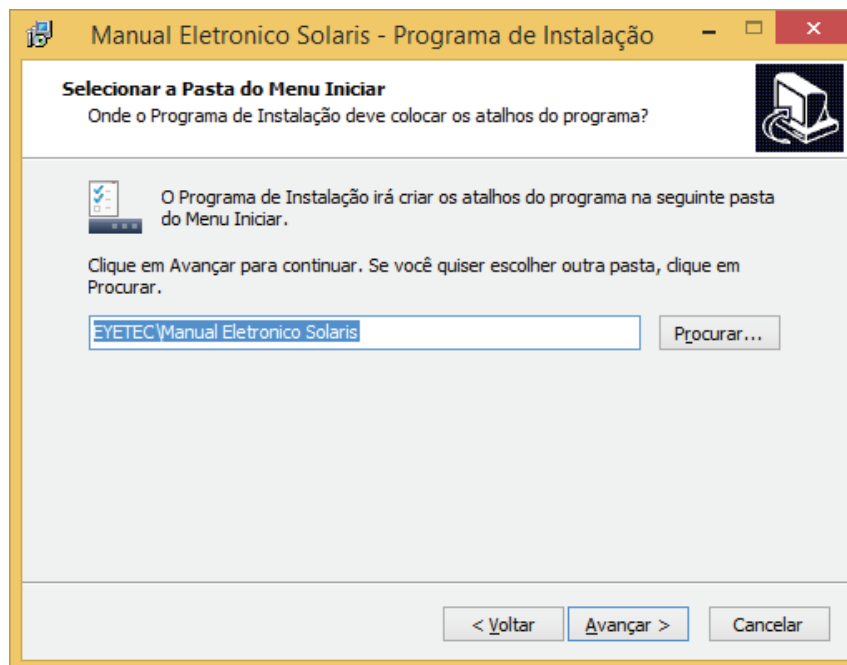 Manual Eletronico Solaris - Programa de Instalação
Selecionar a Pasta do Menu Iniciar
Onde o Programa de Instalação deve colocar os atalhos do programa?
O Programa de Instalação irá criar os atalhos do programa na seguinte pasta
do Menu Iniciar.
Clique em Avançar para continuar. Se você quiser escolher outra pasta, clique em
Procurar.
EYETEC\Manual Eletronico Solaris
Procurar...
< Voltar
Avançar >
Cancelar